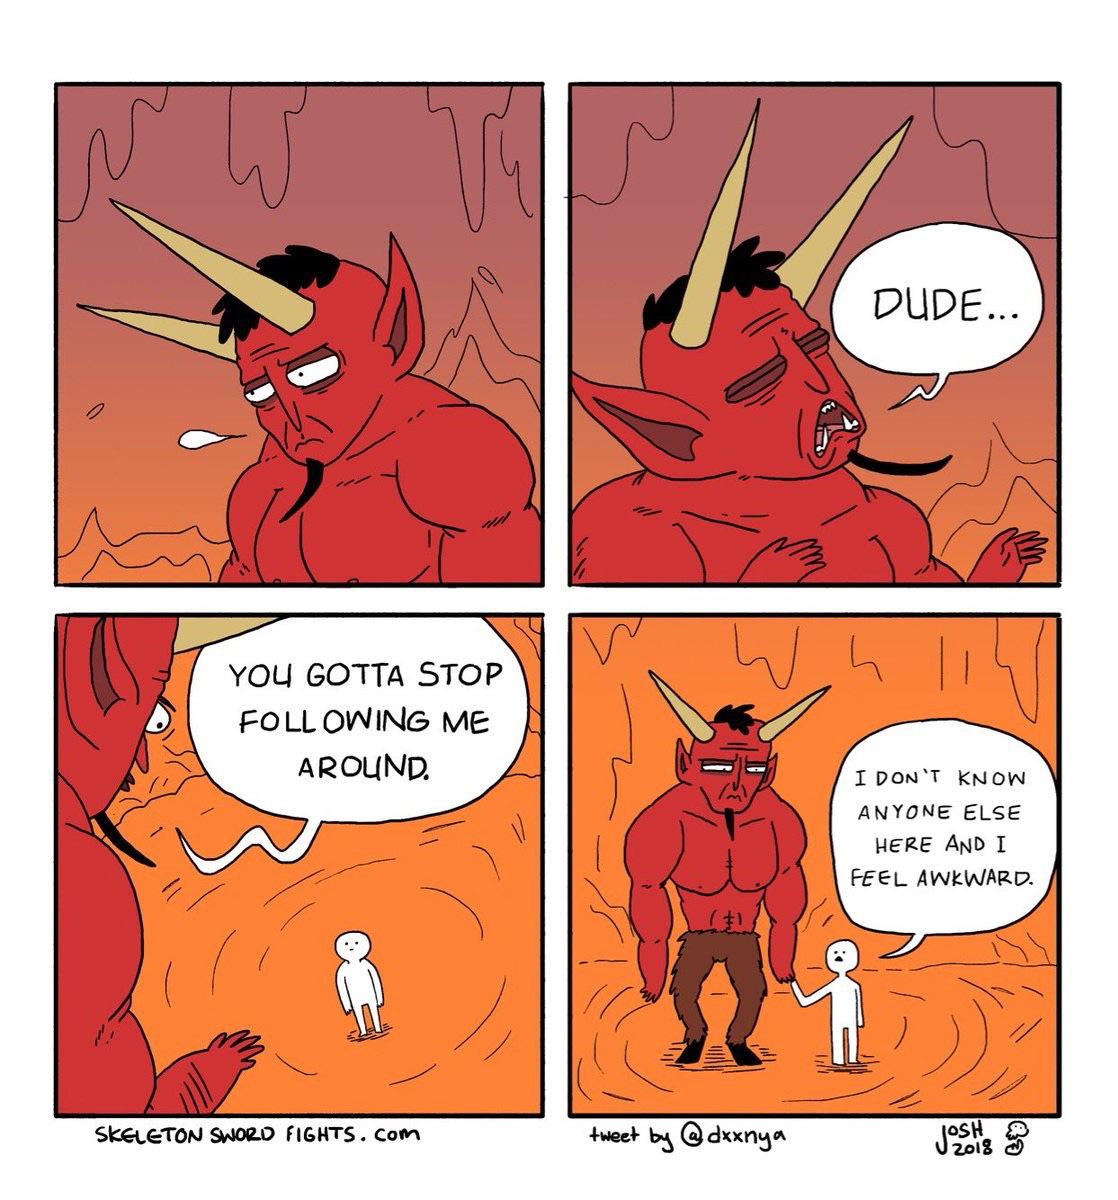 DUDE...
YOU GOTTA STOP
FOLLOWING ME
AROUND.
I DON'T KNOW
ANYONE ELSE
HERE AND I
FEEL AWKWARD.
SKELETON SWORD FIGHTS.com
tweet by @dxxnya
JOSH
2018